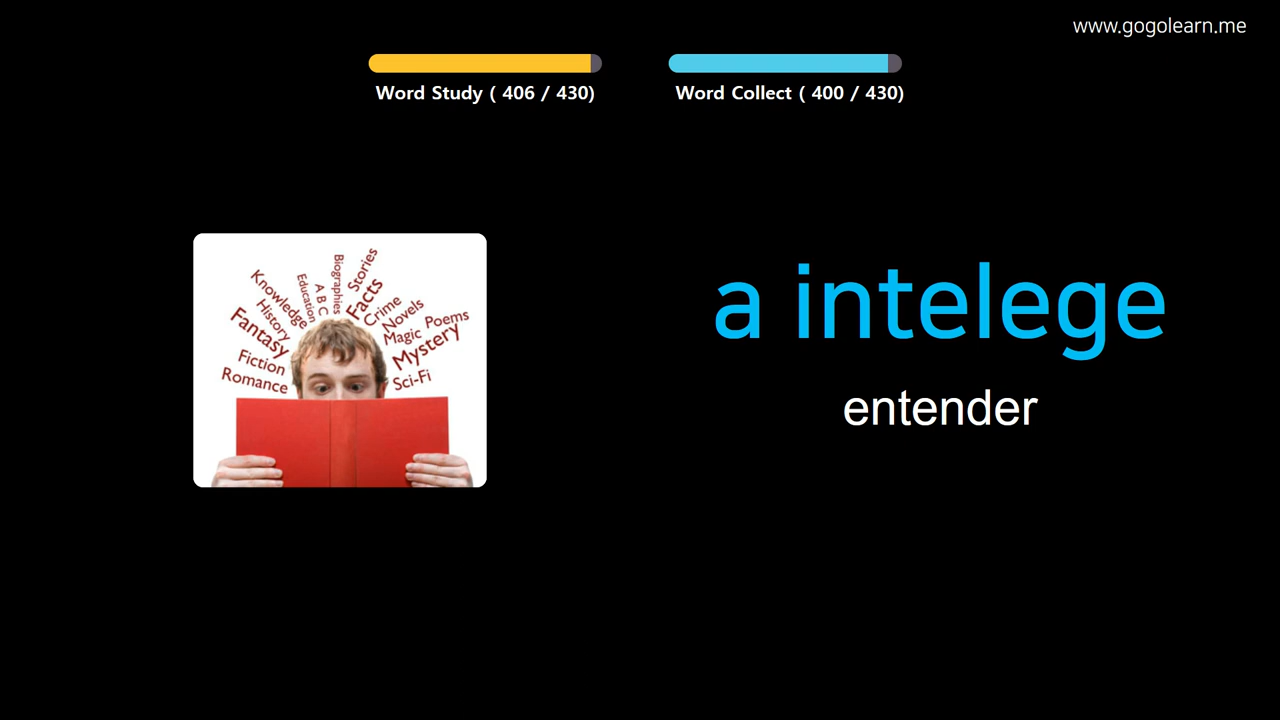 www.gogolearn.me
Word Study ( 406 / 430)
Word Collect ( 400 / 430)
Stories
Biographies
Facts
A B C
Education
Knowledge
Crime
History
Novels
Poems
Fantasy
Magic
Mystery
Fiction
Romance
Sci-Fi
a intelege
entender